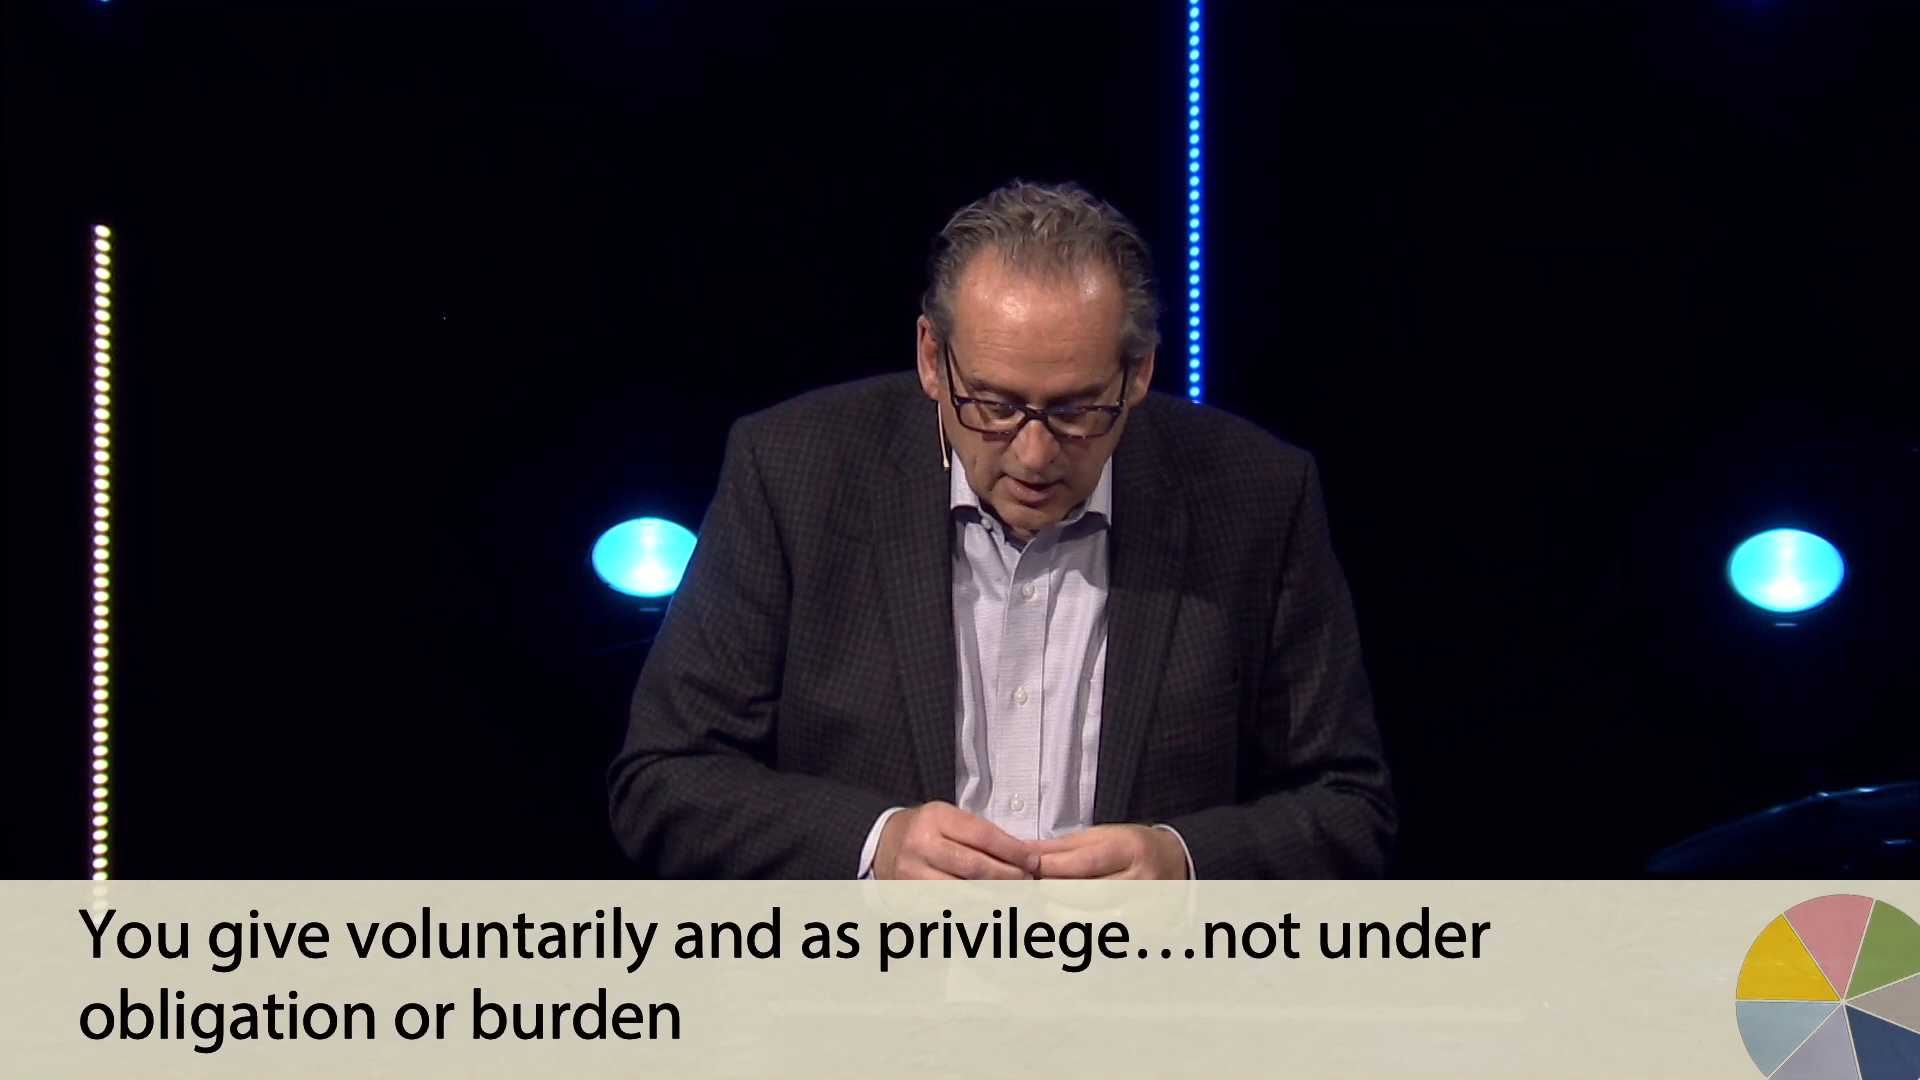 You give voluntarily and as privilege…not under
obligation or burden